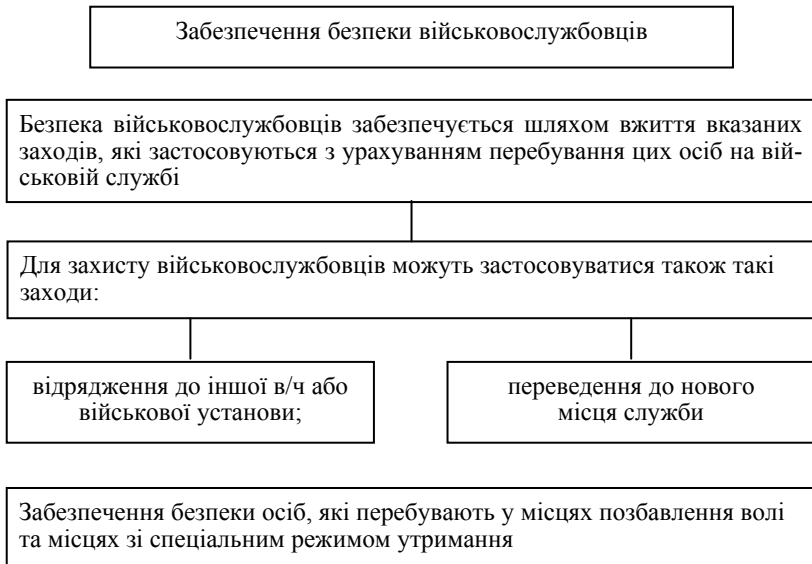 Забезпечення безпеки військовослужбовців
Безпека військовослужбовців забезпечується шляхом вжиття вказаних
заходів, які застосовуються з урахуванням перебування цих осіб на вій-
ськовій службі
Для захисту військовослужбовців можуть застосовуватися також такі
заходи:
відрядження до іншої в/ч або
військової установи;
переведення до нового
місця служби
Забезпечення безпеки осіб, які перебувають у місцях позбавлення волі
та місцях зі спеціальним режимом утримання